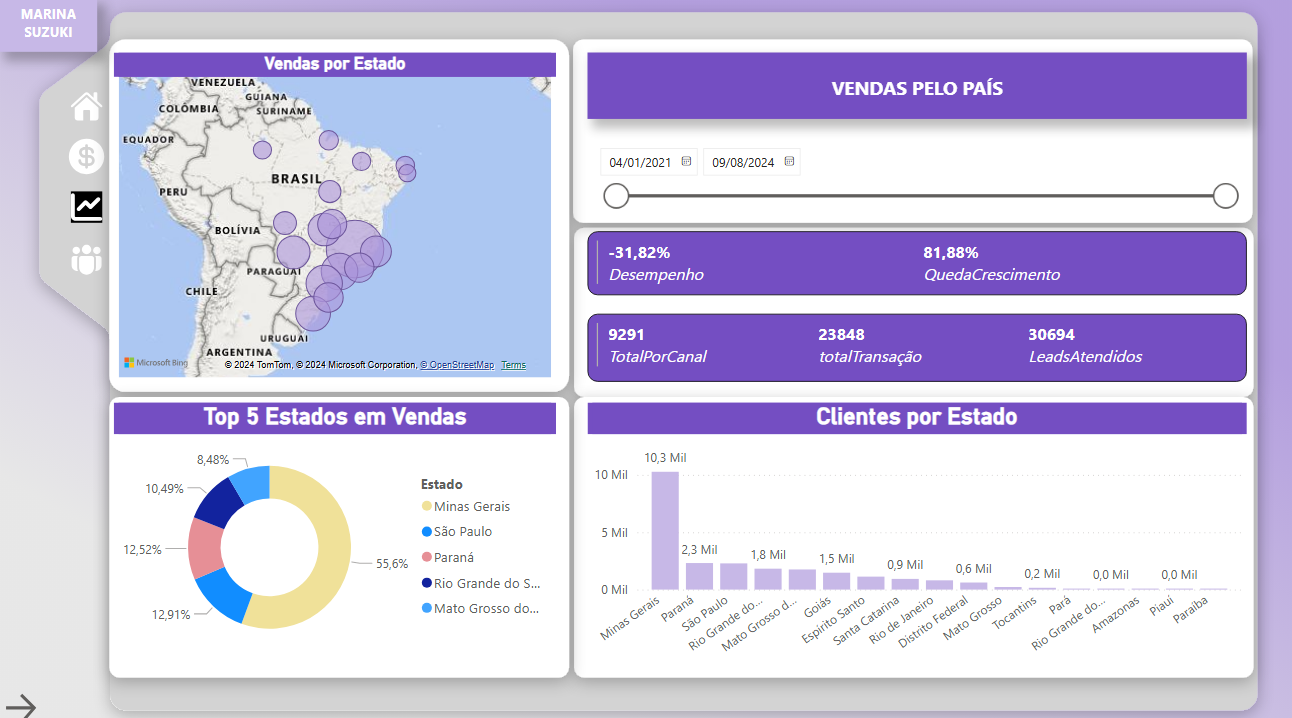 MARINA
SUZUKI
Vendas por Estado
VENEZUELA
GUIANA
SURINAME
COLÔMBIA
EQUADOR
BRASIL
PERU
BOLÍVIA
PARAGUAI
CHILE
URUGUAI
ARGENTINA
Microsoft Bing
© 2024 TomTom, © 2024 Microsoft Corporation, © OpenStreetMap Terms
VENDAS PELO PAÍS
04/01/2021
09/08/2024
-31,82%
Desempenho
81,88%
QuedaCrescimento
9291
TotalPorCanal
23848
totalTransação
30694
LeadsAtendidos
Top 5 Estados em Vendas
8,48%
10,49%
12,52%
12,91%
55,6%
Estado
Minas Gerais
São Paulo
Paraná
Rio Grande do S...
Mato Grosso do...
Clientes por Estado
10 Mil
5 Mil
0 Mil
10,3 Mil
2,3 Mil
1,8 Mil
1,5 Mil
0,9 Mil
0,6 Mil
0,2 Mil
0,0 Mil
0,0 Mil
Minas Gerais
Paraná
São Paulo
Rio Grande do...
Mato Grosso d...
Goiás
Espírito Santo
Santa Catarina
Rio de Janeiro
Distrito Federal
Mato Grosso
Tocantins
Pará
Rio Grande do...
Amazonas
Piauí
Paraíba